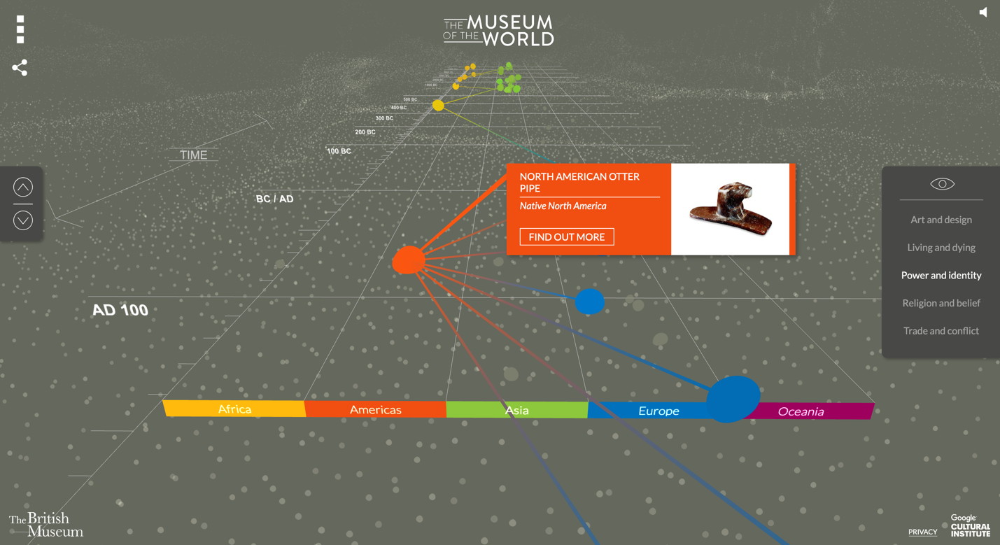 THE MUSEUM
OF THE WORLD
1000 BC
500 BC
400 BC
300 BC
200 BC
100 BC
TIME
BC / AD
NORTH AMERICAN OTTER
PIPE
Native North America
FIND OUT MORE
Art and design
Living and dying
Power and identity
Religion and belief
Trade and conflict
AD 100
Africa
Americas
Asia
Europe
Oceania
The British
Museum
PRIVACY
Google
CULTURAL
INSTITUTE